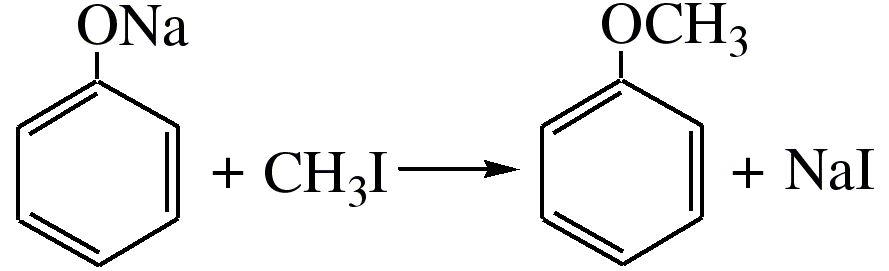 ONa OCH3
+ CH3I + NaI